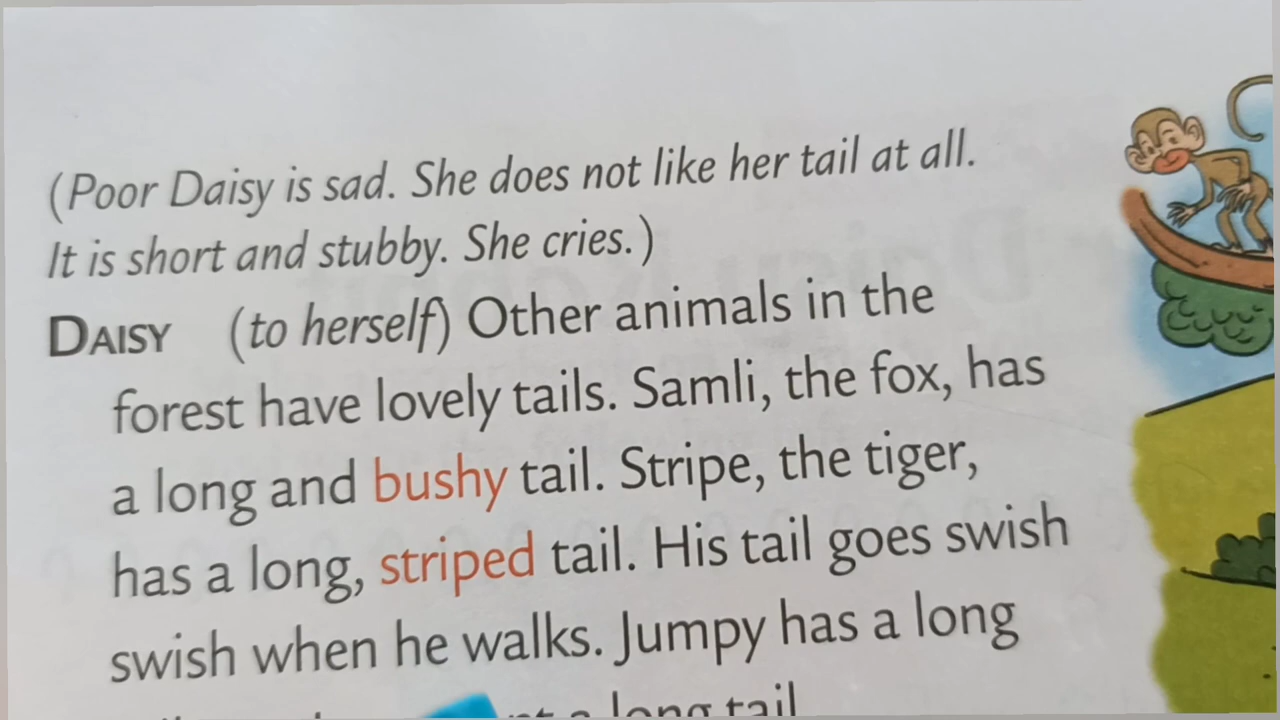 (Poor Daisy is sad. She does not like her tail at all.
It is short and stubby. She cries.)
DAISY (to herself) Other animals in the
forest have lovely tails. Samli, the fox, has
a long and bushy tail. Stripe, the tiger,
has a long, striped tail. His tail goes swish
swish when he walks. Jumpy has a long
a long tail